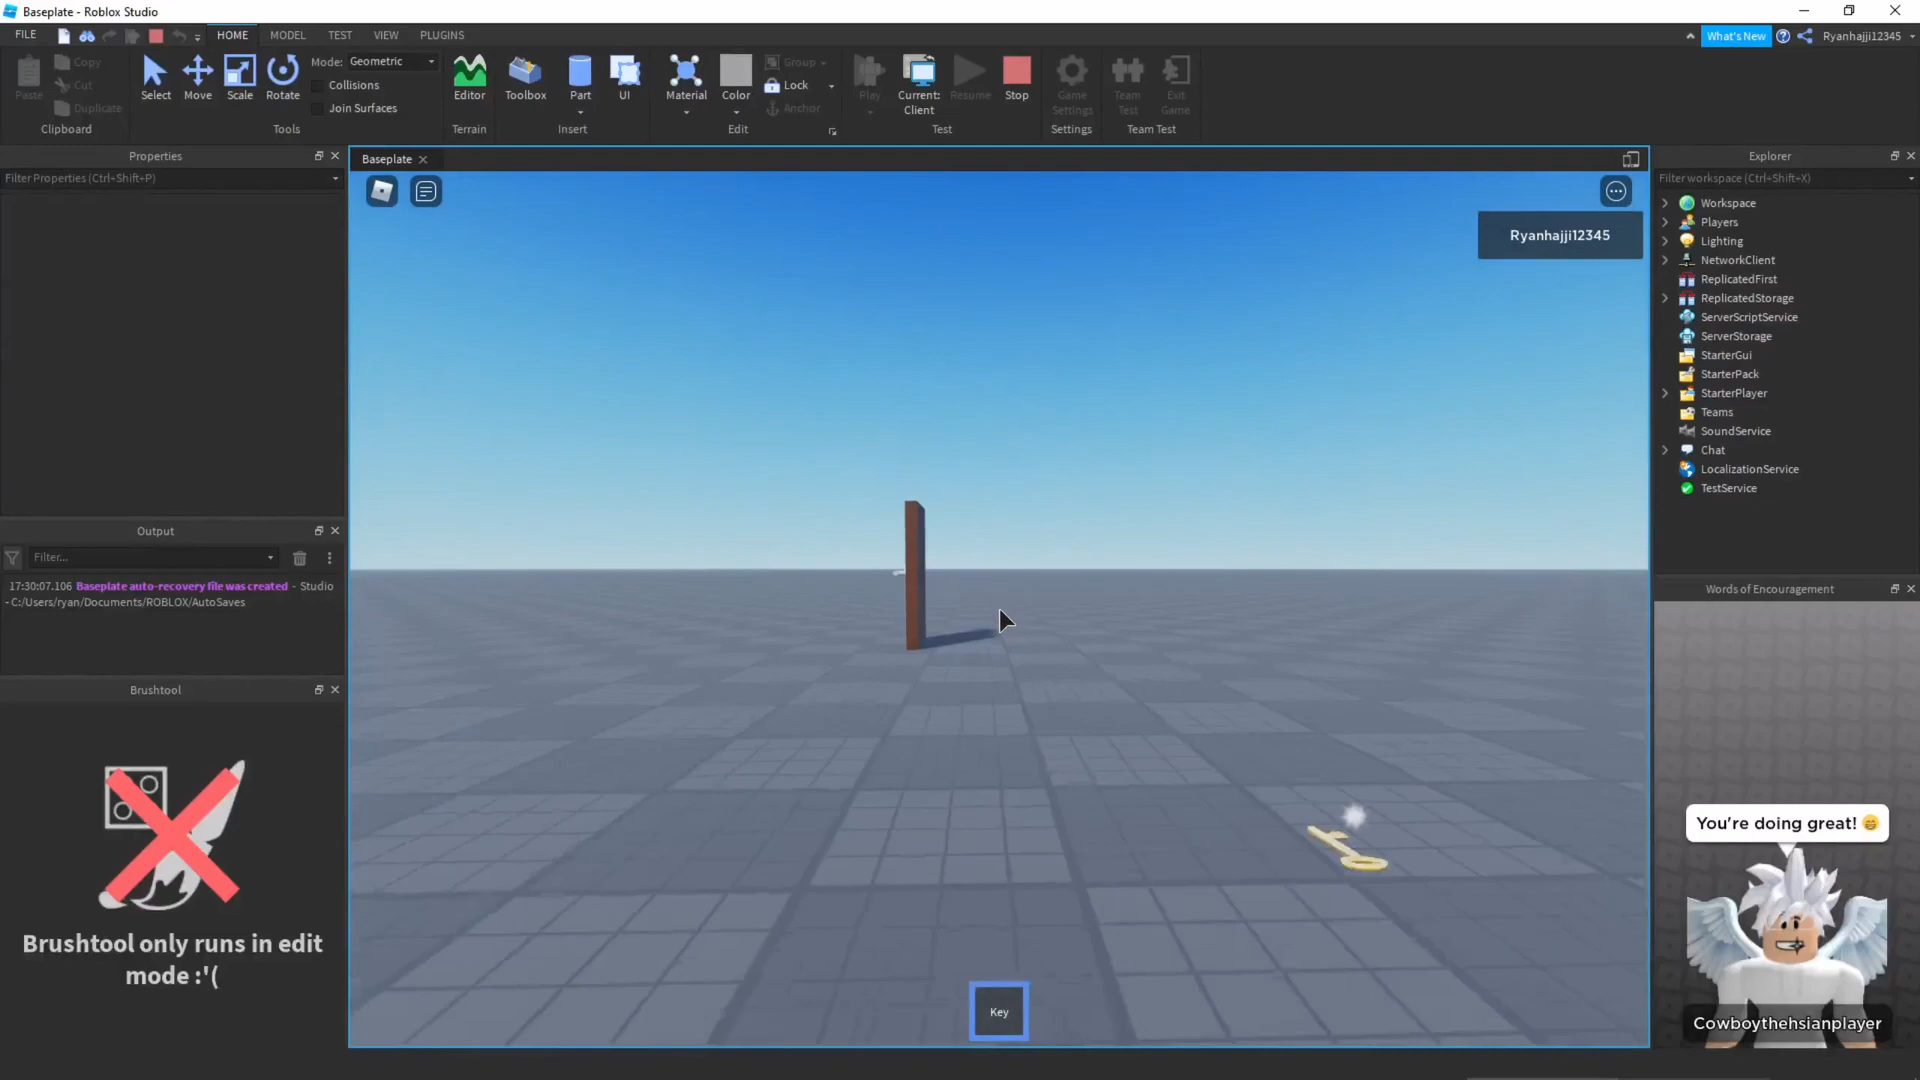 Baseplate - Roblox Studio
FILE HOME MODEL TEST VIEW PLUGINS What's New Ryanhajji12345
Paste Copy Cut Duplicate Clipboard
Select Move Scale Rotate Mode: Geometric Collisions Join Surfaces Tools
Editor Terrain
Toolbox Part UI Insert
Material Color Group Lock Anchor Edit
Play Current: Client Resume Stop Test
Game Settings Settings
Team Test Exit Game Team Test
Properties
Filter Properties (Ctrl+Shift+P)
Output
Filter...
17:30:07.106 Baseplate auto-recovery file was created - Studio
- C:/Users/ryan/Documents/ROBLOX/AutoSaves
Brushtool
Brushtool only runs in edit
mode :'(
Baseplate
Ryanhajji12345
Key
Explorer
Filter workspace (Ctrl+Shift+X)
Workspace
Players
Lighting
NetworkClient
ReplicatedFirst
ReplicatedStorage
ServerScriptService
ServerStorage
StarterGui
StarterPack
StarterPlayer
Teams
SoundService
Chat
LocalizationService
TestService
Words of Encouragement
You're doing great! 😁
Cowboythehsianplayer